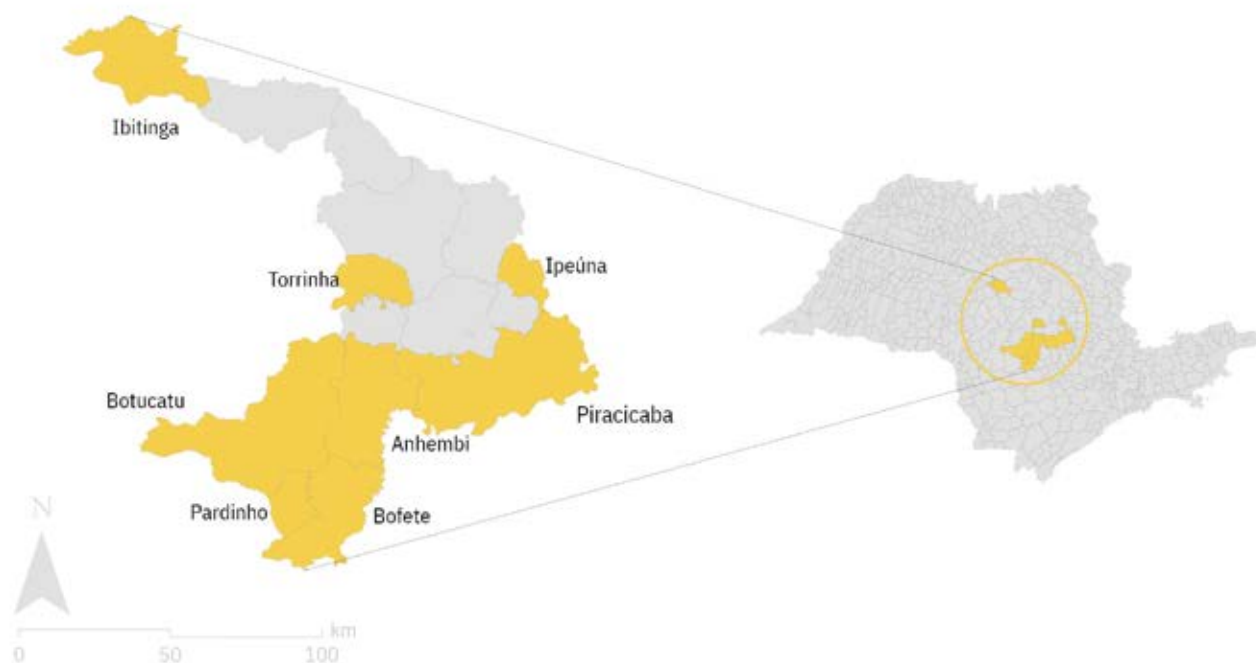 Ibitinga
Torrinha
Ipeúna
Botucatu
Piracicaba
Anhembi
Pardinho
Bofete
N
km
0 50 100